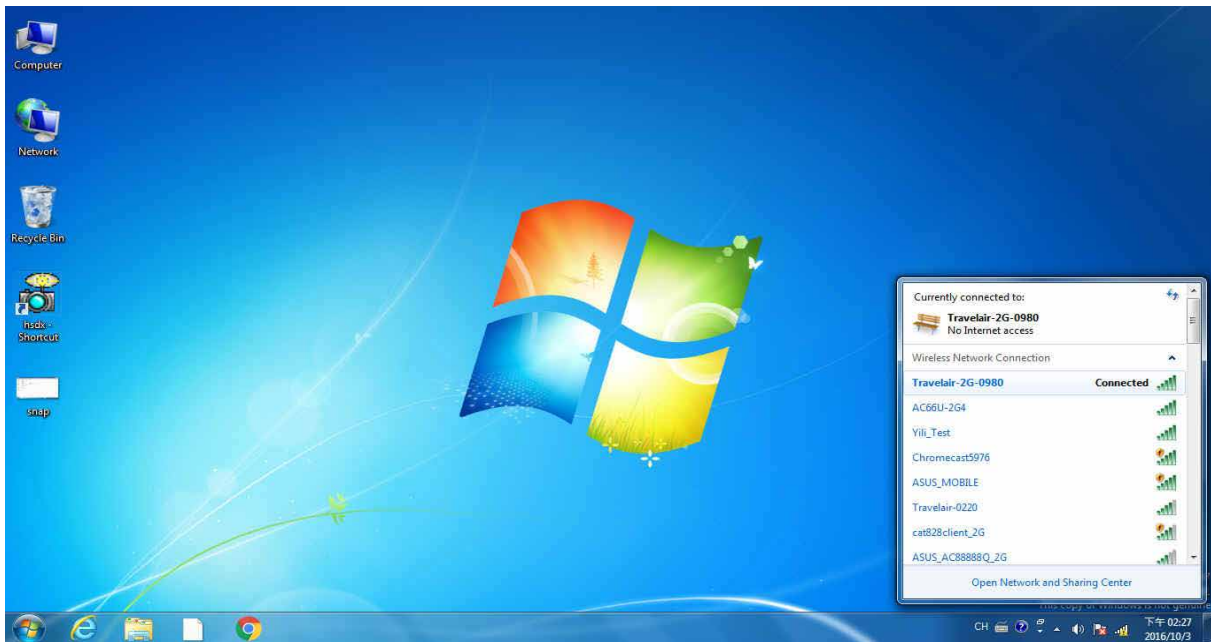 Computer
Network
Recycle Bin
hsdx -
Shortcut
snap
Currently connected to:
Travelair-2G-0980
No Internet access
Wireless Network Connection
Travelair-2G-0980 Connected
AC66U-2G4
Yili_Test
Chromecast5976
ASUS_MOBILE
Travelair-0220
cat828client_2G
ASUS_AC88888Q_2G
Open Network and Sharing Center
This copy of Windows is not genuine
CH
下午 02:27
2016/10/3